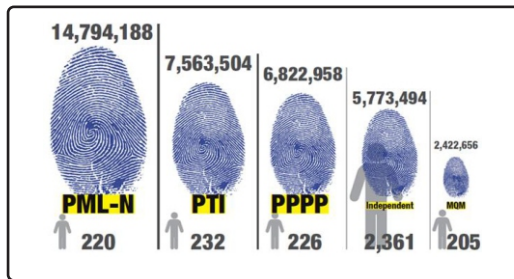 14,794,188
PML-N
220
7,563,504
PTI
232
6,822,958
PPPP
226
5,773,494
Independent
2,361
2,422,656
MQM
205